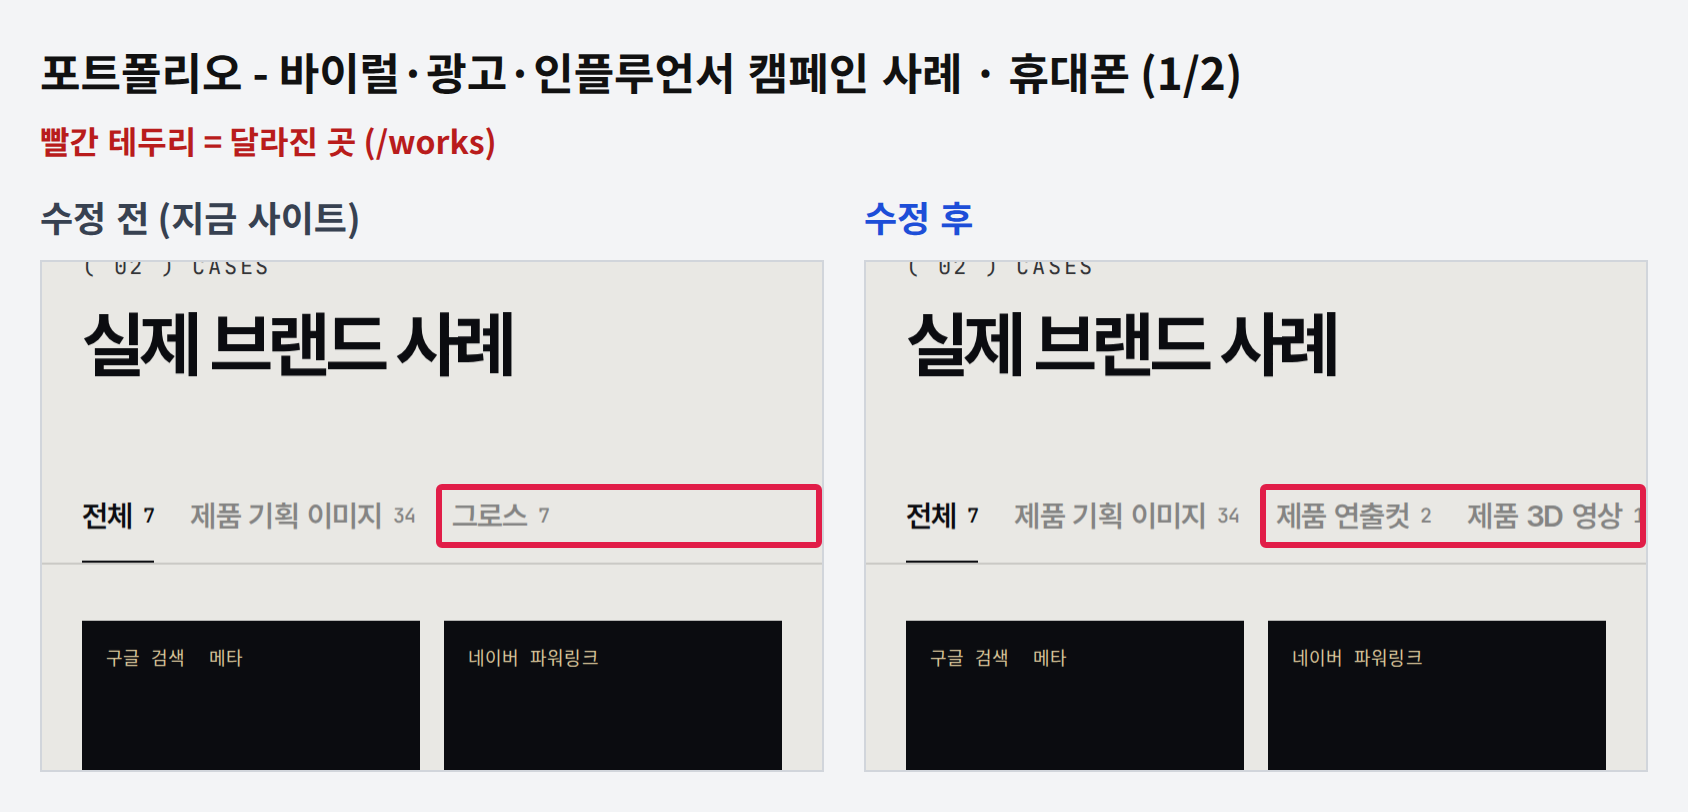 포트폴리오 - 바이럴·광고·인플루언서 캠페인 사례 · 휴대폰 (1/2)
빨간 테두리 = 달라진 곳 (/works)
수정 전 (지금 사이트)
( 02 ) CASES
실제 브랜드 사례
전체 7 제품 기획 이미지 34 그로스 7
구글 검색 메타
네이버 파워링크
수정 후
( 02 ) CASES
실제 브랜드 사례
전체 7 제품 기획 이미지 34 제품 연출컷 2 제품 3D 영상
구글 검색 메타
네이버 파워링크